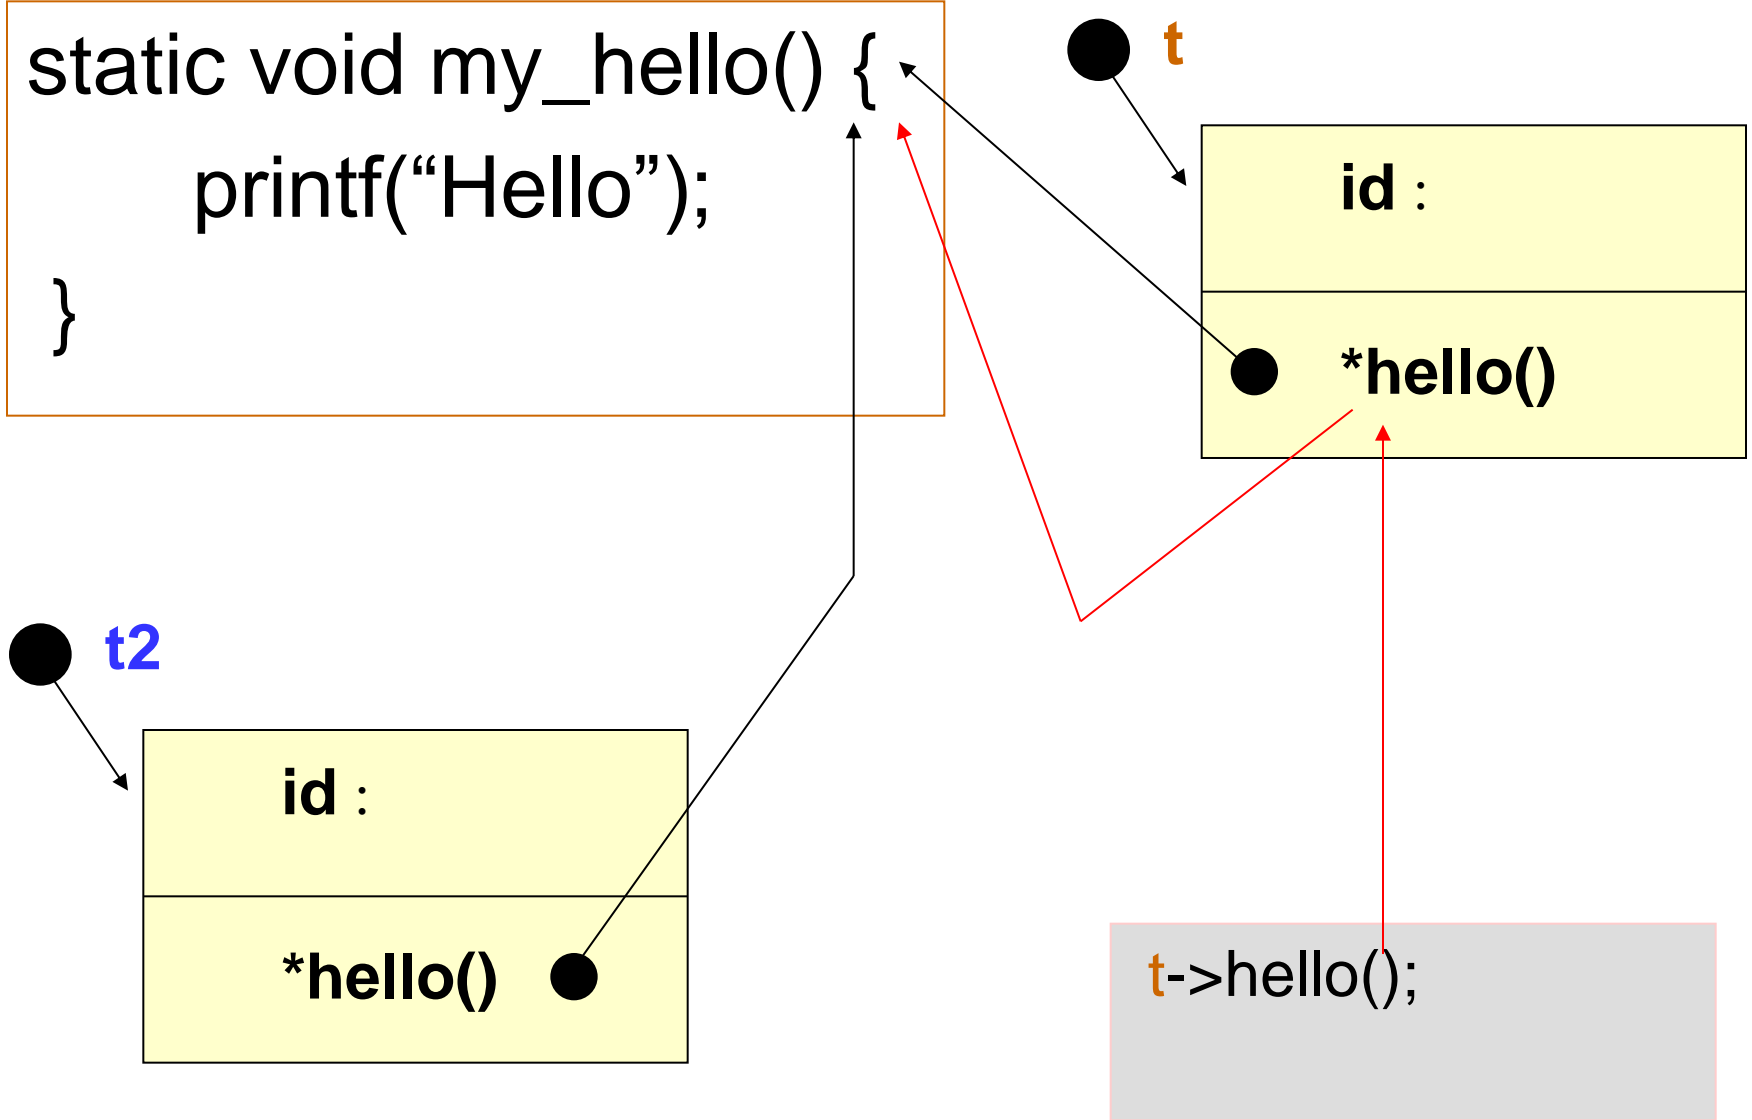 static void my_hello() {
printf(“Hello”);
}
t
id :
*hello()
t2
id :
*hello()
t->hello();